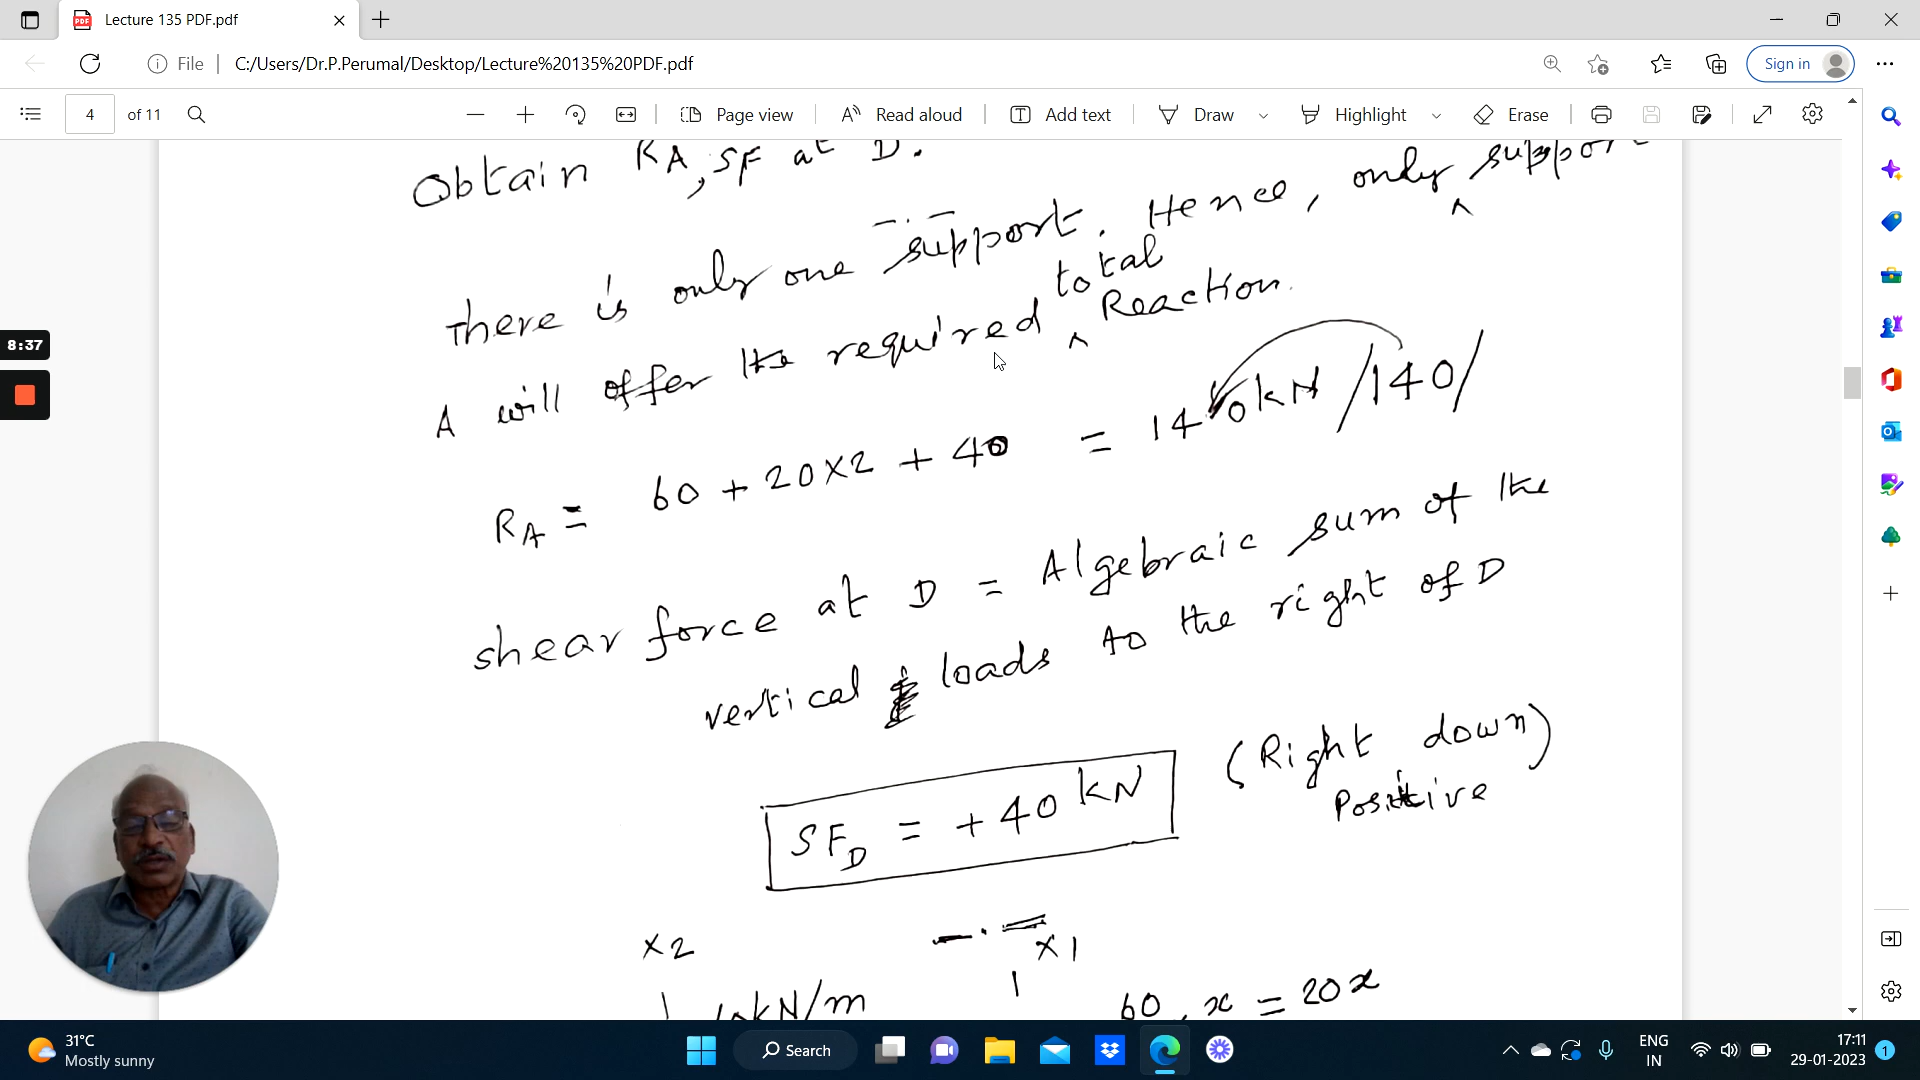 Lecture 135 PDF.pdf
File
C:/Users/Dr.P.Perumal/Desktop/Lecture%20135%20PDF.pdf
Sign in
4 of 11
Page view
Read aloud
Add text
Draw
Highlight
Erase
Obtain RA, SF at D.
There is only one support. Hence, only support
A will offer the required total Reaction.
RA = 60 + 20x2 + 40 = 140kN /140/
shear force at D = Algebraic sum of the
vertical loads to the right of D
SFD = +40 kN (Right down)
Positive
x2 x1
kN/m 60 . x = 20x
8:37
31°C
Mostly sunny
Search
ENG
IN
17:11
29-01-2023
1